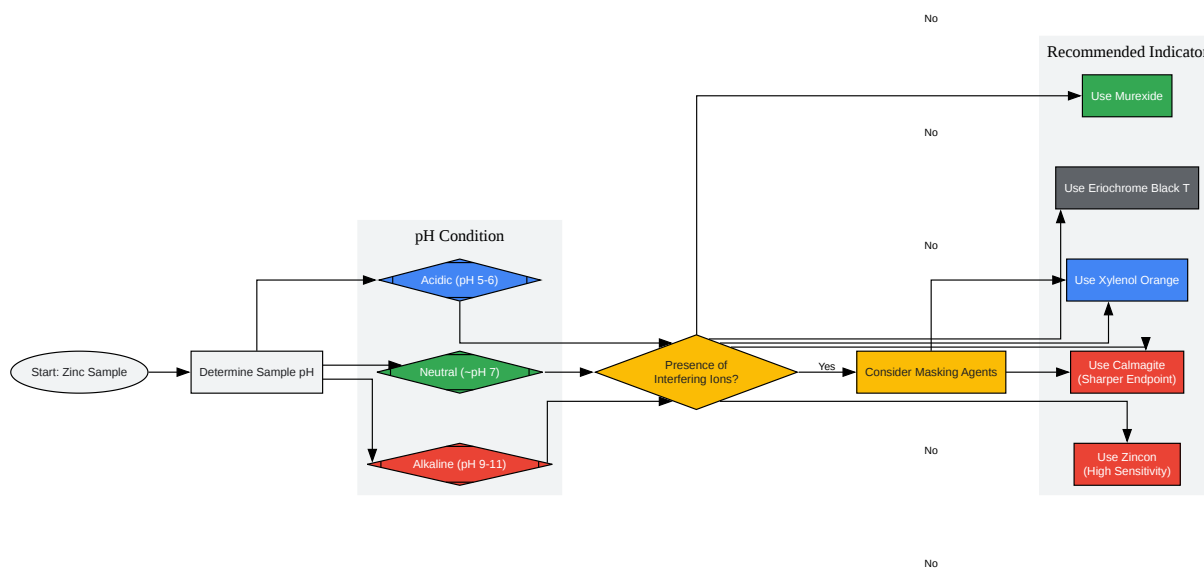 No
Recommended Indicator
Use Murexide
No
Use Eriochrome Black T
pH Condition
No
Acidic (pH 5-6)
Use Xylenol Orange
Start: Zinc Sample
Determine Sample pH
Neutral (~pH 7)
Presence of
Interfering Ions?
Yes
Consider Masking Agents
Use Calmagite
(Sharper Endpoint)
Alkaline (pH 9-11)
No
Use Zincon
(High Sensitivity)
No